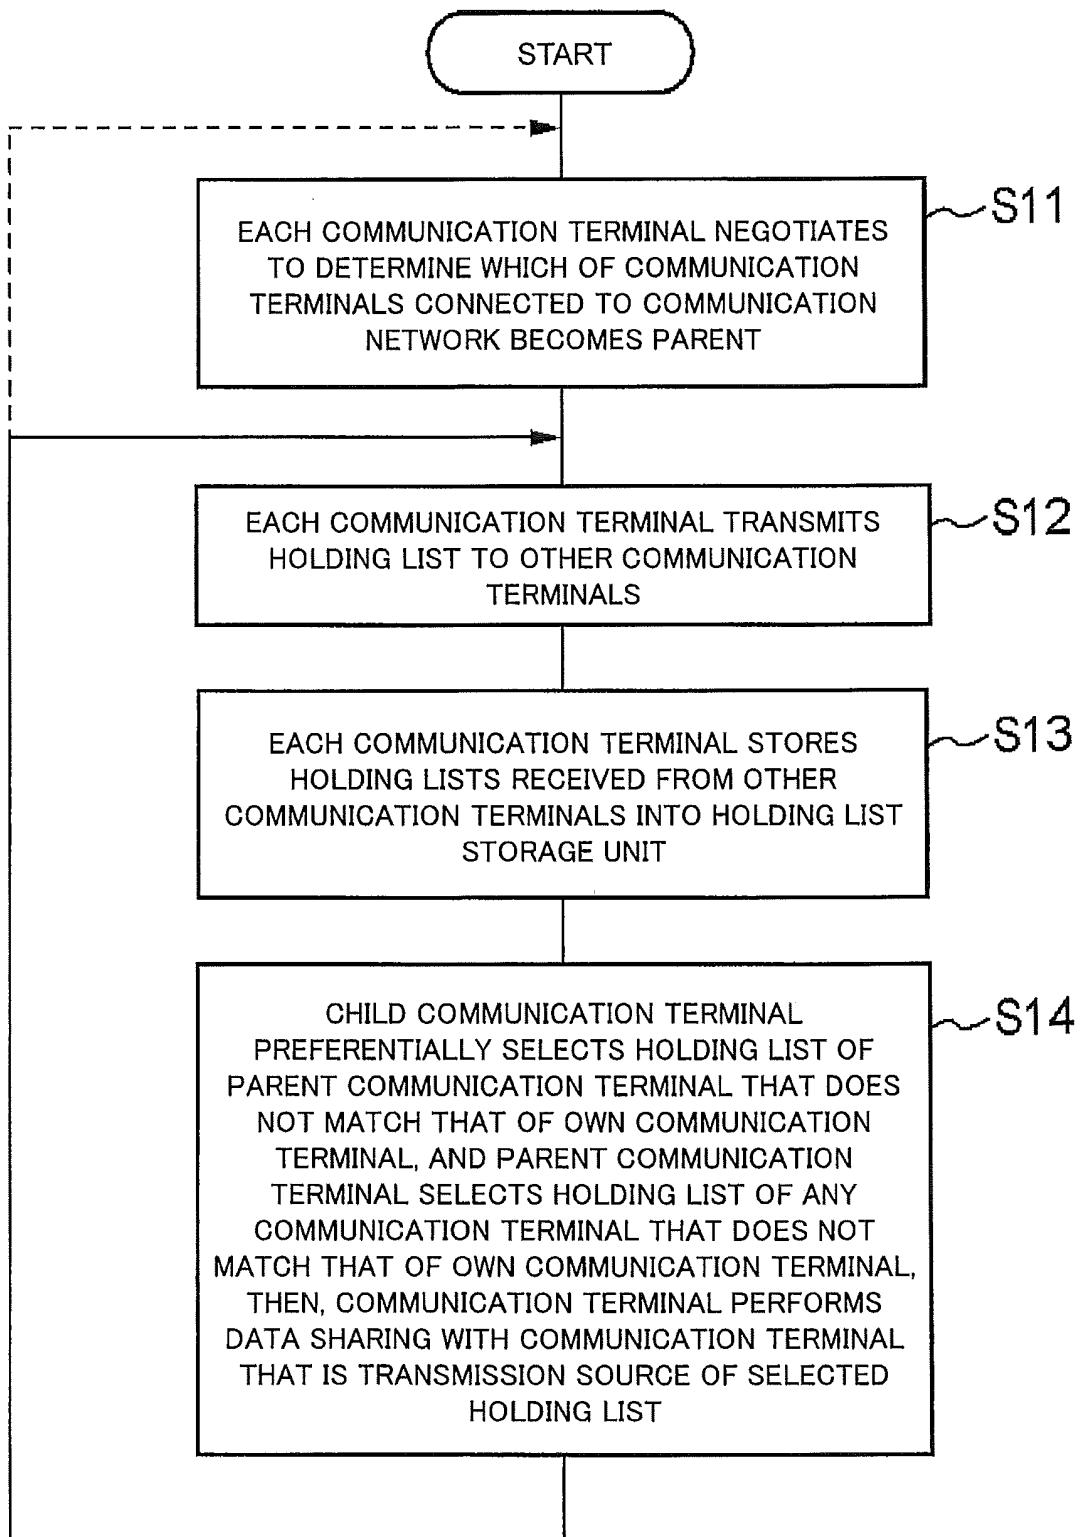 START
S11
EACH COMMUNICATION TERMINAL NEGOTIATES
TO DETERMINE WHICH OF COMMUNICATION
TERMINALS CONNECTED TO COMMUNICATION
NETWORK BECOMES PARENT
S12
EACH COMMUNICATION TERMINAL TRANSMITS
HOLDING LIST TO OTHER COMMUNICATION
TERMINALS
S13
EACH COMMUNICATION TERMINAL STORES
HOLDING LISTS RECEIVED FROM OTHER
COMMUNICATION TERMINALS INTO HOLDING LIST
STORAGE UNIT
S14
CHILD COMMUNICATION TERMINAL
PREFERENTIALLY SELECTS HOLDING LIST OF
PARENT COMMUNICATION TERMINAL THAT DOES
NOT MATCH THAT OF OWN COMMUNICATION
TERMINAL, AND PARENT COMMUNICATION
TERMINAL SELECTS HOLDING LIST OF ANY
COMMUNICATION TERMINAL THAT DOES NOT
MATCH THAT OF OWN COMMUNICATION TERMINAL,
THEN, COMMUNICATION TERMINAL PERFORMS
DATA SHARING WITH COMMUNICATION TERMINAL
THAT IS TRANSMISSION SOURCE OF SELECTED
HOLDING LIST